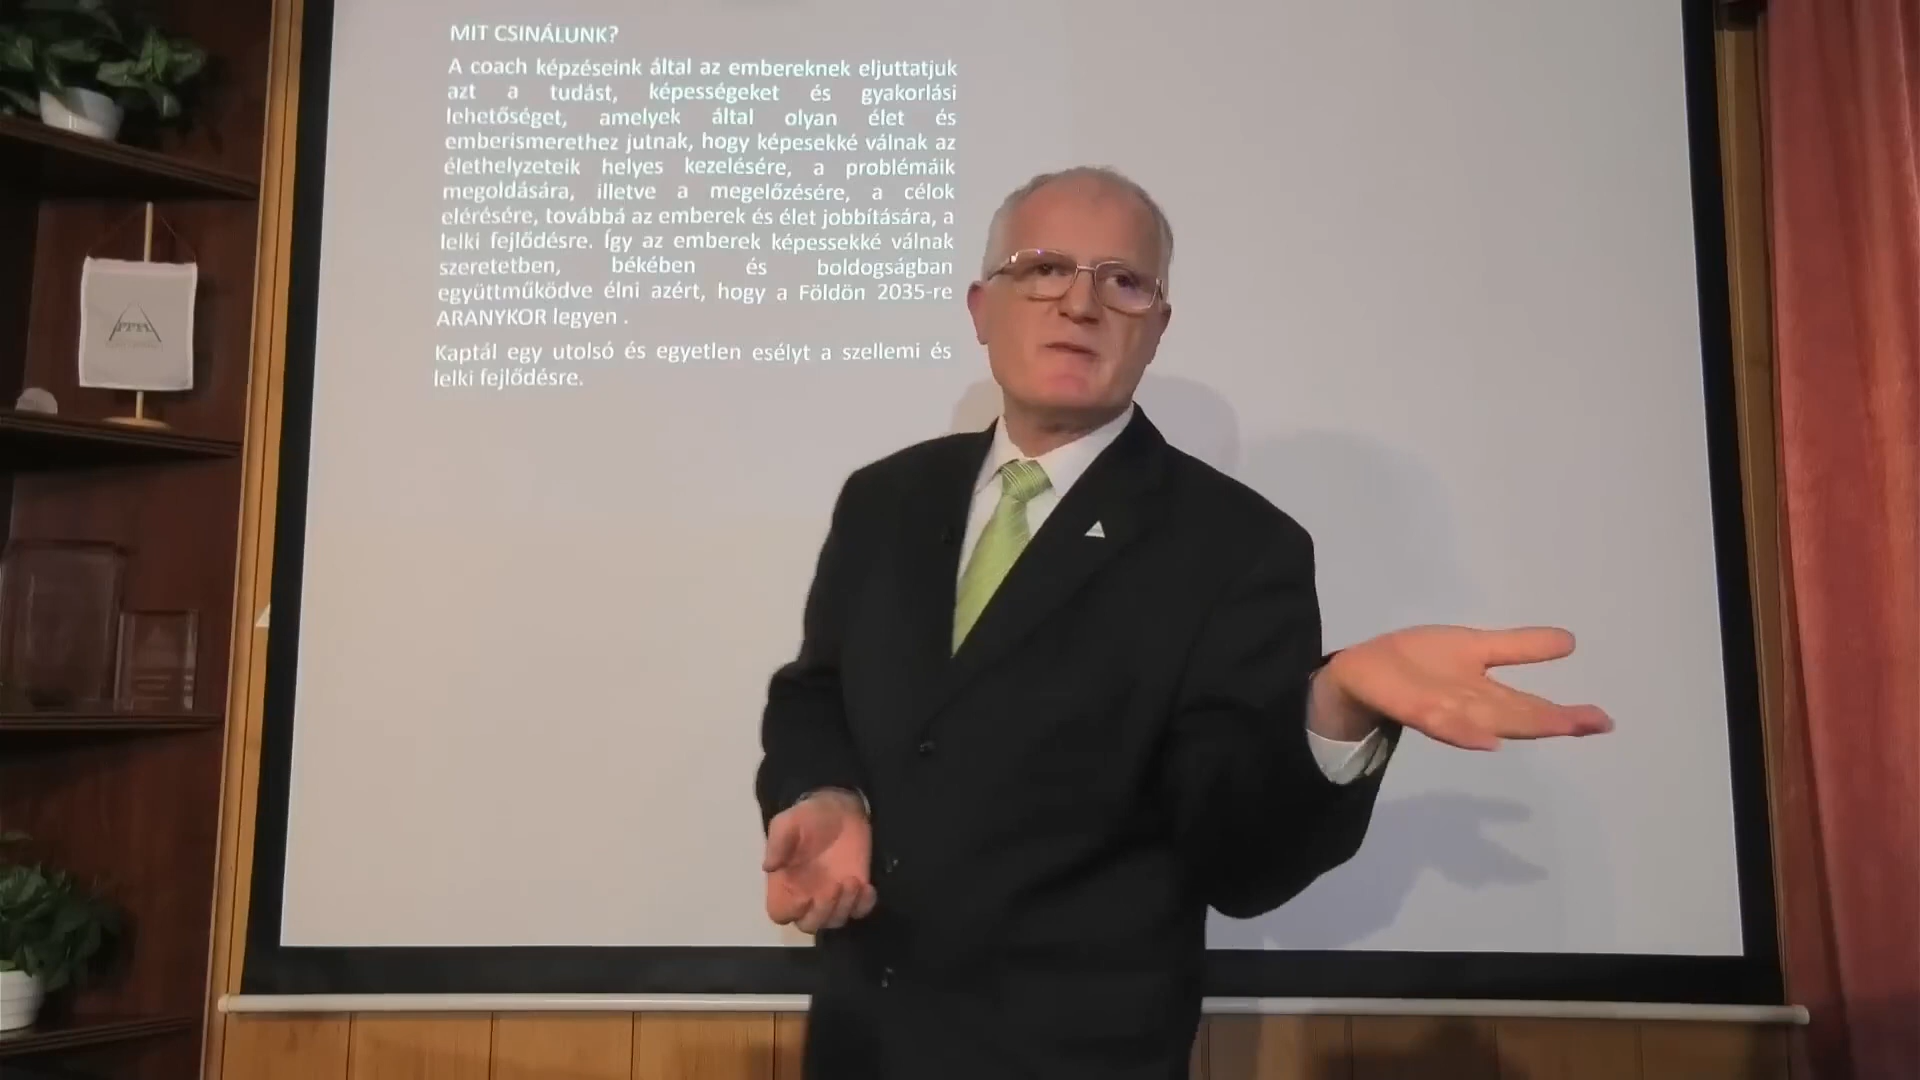 MIT CSINÁLUNK?
A coach képzéseink által az embereknek eljuttatjuk
azt a tudást, képességeket és gyakorlási
lehetőséget, amelyek által olyan élet és
emberismerethez jutnak, hogy képesekké válnak az
élethelyzeteik helyes kezelésére, a problémáik
megoldására, illetve a megelőzésére, a célok
elérésére, továbbá az emberek és élet jobbítására, a
lelki fejlődésre. Így az emberek képessekké válnak
szeretetben, békében és boldogságban
együttműködve élni azért, hogy a Földön 2035-re
ARANYKOR legyen .
Kaptál egy utolsó és egyetlen esélyt a szellemi és
lelki fejlődésre.